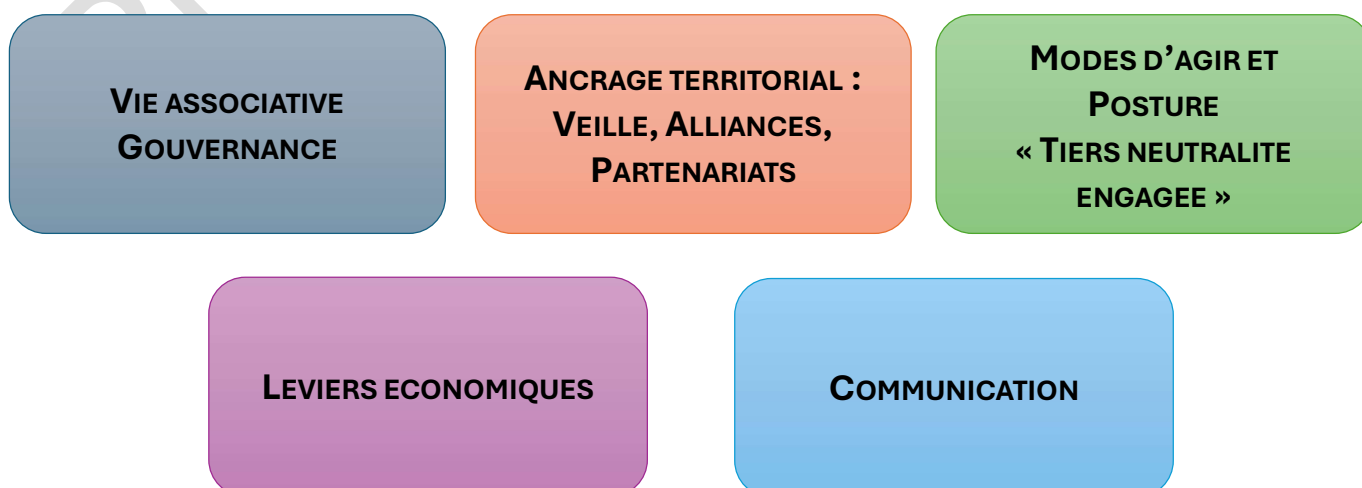 VIE ASSOCIATIVE
GOUVERNANCE
ANCRAGE TERRITORIAL :
VEILLE, ALLIANCES,
PARTENARIATS
MODES D’AGIR ET
POSTURE
« TIERS NEUTRALITE
ENGAGEE »
LEVIERS ECONOMIQUES
COMMUNICATION